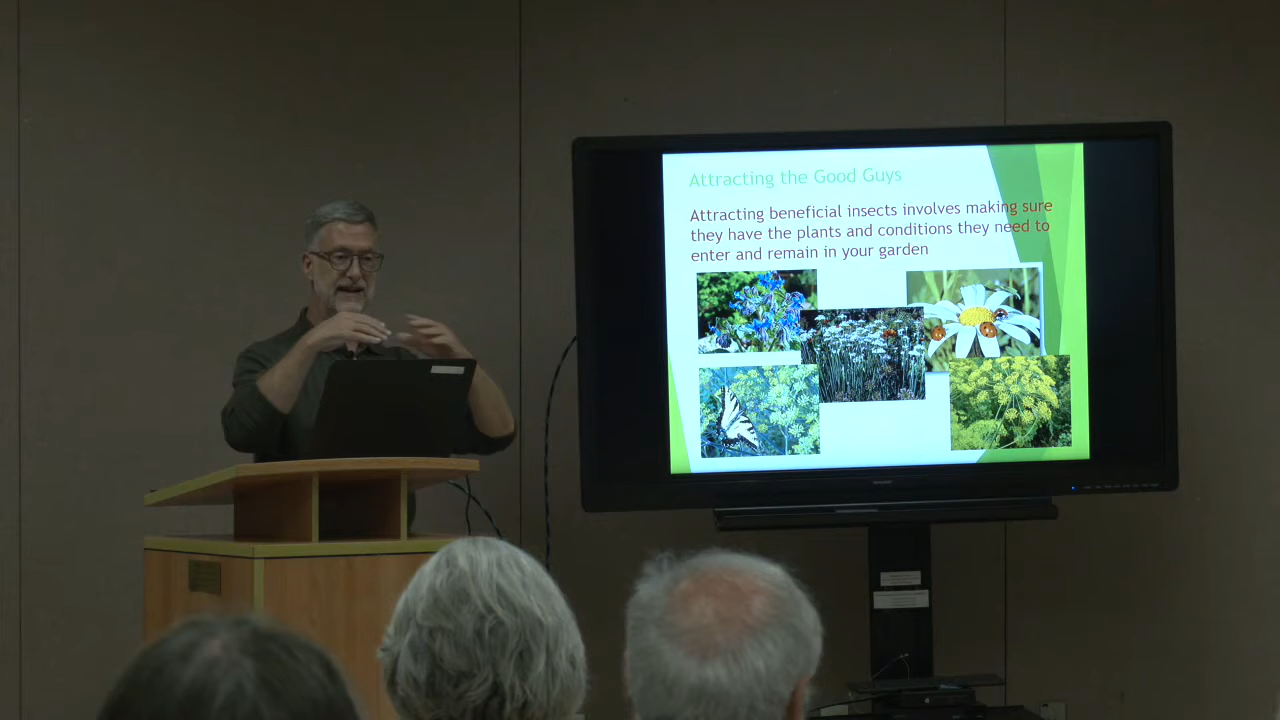 Attracting the Good Guys
Attracting beneficial insects involves making sure
they have the plants and conditions they need to
enter and remain in your garden